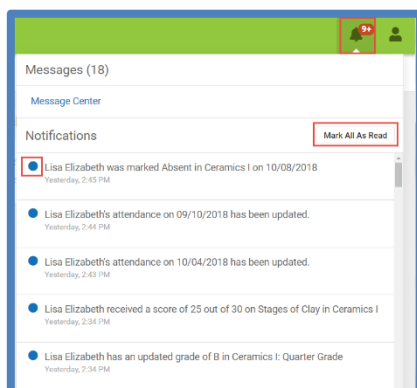 9+
Messages (18)
Message Center
Notifications
Mark All As Read
Lisa Elizabeth was marked Absent in Ceramics I on 10/08/2018
Yesterday, 2:45 PM
Lisa Elizabeth's attendance on 09/10/2018 has been updated.
Yesterday, 2:44 PM
Lisa Elizabeth's attendance on 10/04/2018 has been updated.
Yesterday, 2:43 PM
Lisa Elizabeth received a score of 25 out of 30 on Stages of Clay in Ceramics I
Yesterday, 2:34 PM
Lisa Elizabeth has an updated grade of B in Ceramics I: Quarter Grade
Yesterday, 2:34 PM